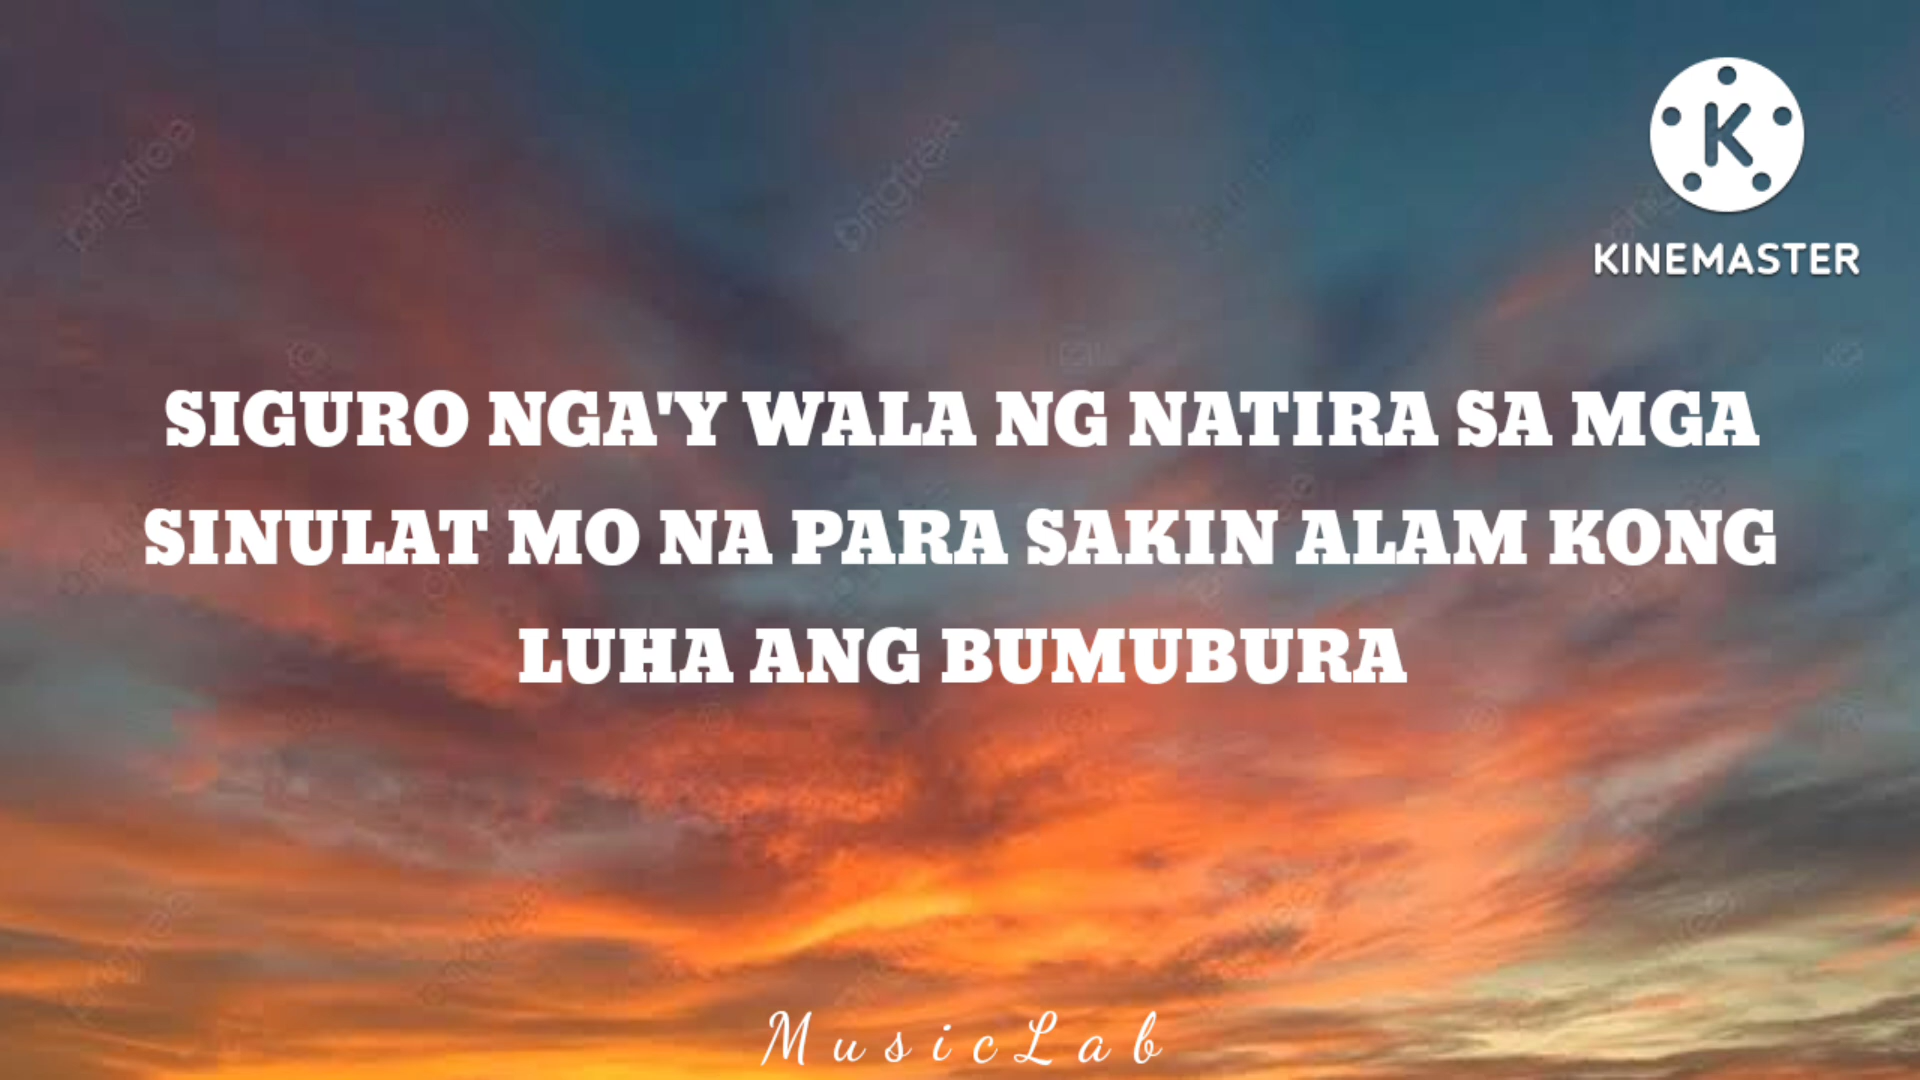 KINEMASTER
SIGURO NGA'Y WALA NG NATIRA SA MGA
SINULAT MO NA PARA SAKIN ALAM KONG
LUHA ANG BUMUBURA
MusicLab